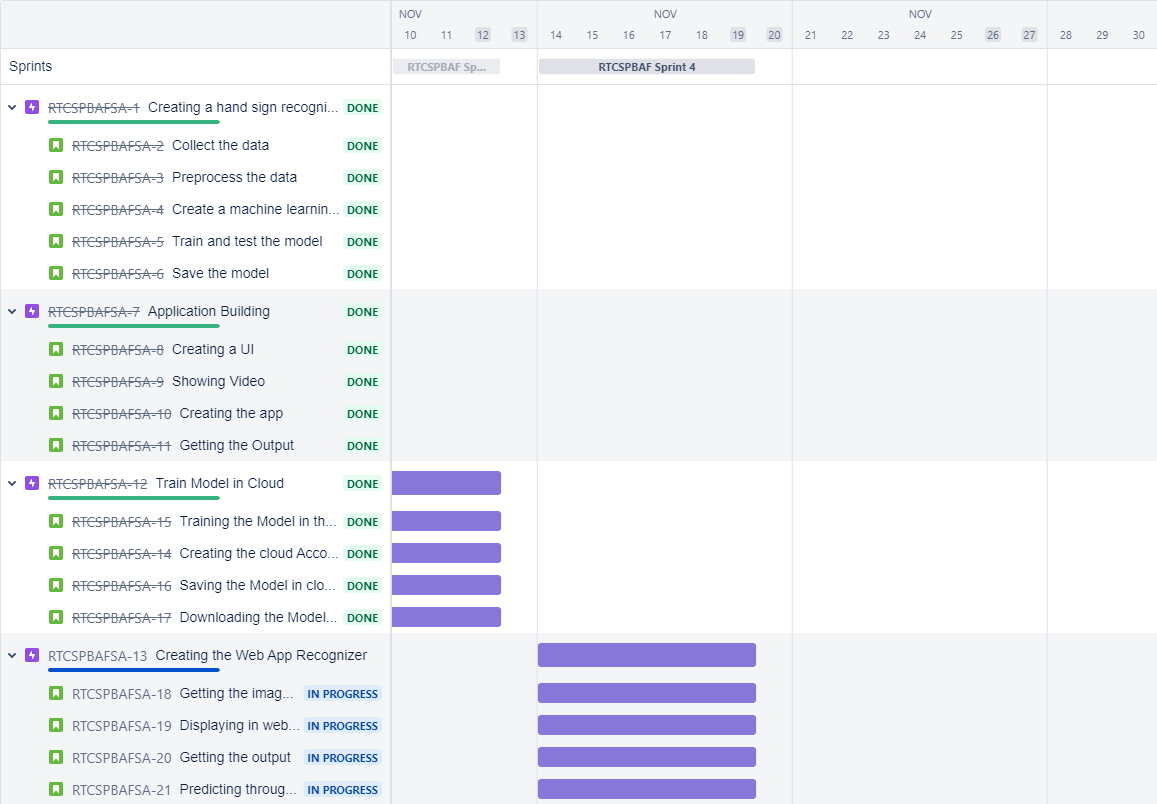 NOV NOV NOV
10 11 12 13 14 15 16 17 18 19 20 21 22 23 24 25 26 27 28 29 30
Sprints RTCSPBAF Sp... RTCSPBAF Sprint 4
RTCSPBAFSA-1 Creating a hand sign recogni... DONE
RTCSPBAFSA-2 Collect the data DONE
RTCSPBAFSA-3 Preprocess the data DONE
RTCSPBAFSA-4 Create a machine learnin... DONE
RTCSPBAFSA-5 Train and test the model DONE
RTCSPBAFSA-6 Save the model DONE
RTCSPBAFSA-7 Application Building DONE
RTCSPBAFSA-8 Creating a UI DONE
RTCSPBAFSA-9 Showing Video DONE
RTCSPBAFSA-10 Creating the app DONE
RTCSPBAFSA-11 Getting the Output DONE
RTCSPBAFSA-12 Train Model in Cloud DONE
RTCSPBAFSA-15 Training the Model in th... DONE
RTCSPBAFSA-14 Creating the cloud Acco... DONE
RTCSPBAFSA-16 Saving the Model in clo... DONE
RTCSPBAFSA-17 Downloading the Model... DONE
RTCSPBAFSA-13 Creating the Web App Recognizer
RTCSPBAFSA-18 Getting the imag... IN PROGRESS
RTCSPBAFSA-19 Displaying in web... IN PROGRESS
RTCSPBAFSA-20 Getting the output IN PROGRESS
RTCSPBAFSA-21 Predicting throug... IN PROGRESS